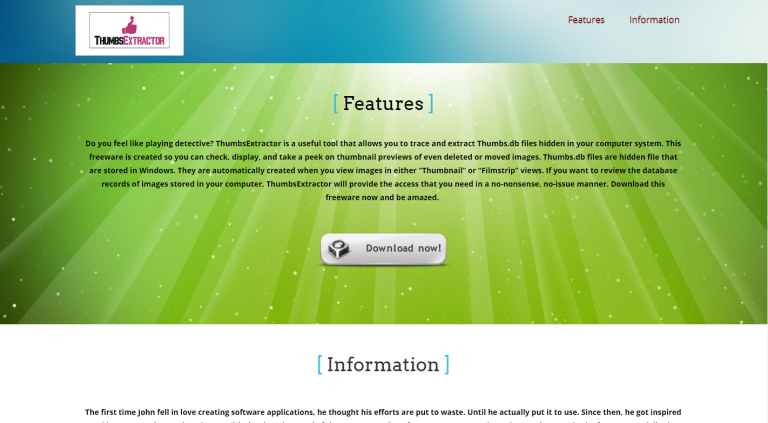 THUMBSEXTRACTOR
Features
Information
[ Features ]
Do you feel like playing detective? ThumbsExtractor is a useful tool that allows you to trace and extract Thumbs.db files hidden in your computer system. This
freeware is created so you can check, display, and take a peek on thumbnail previews of even deleted or moved images. Thumbs.db files are hidden file that
are stored in Windows. They are automatically created when you view images in either “Thumbnail” or “Filmstrip” views. If you want to review the database
records of images stored in your computer, ThumbsExtractor will provide the access that you need in a no-nonsense, no-issue manner. Download this
freeware now and be amazed.
Download now!
[ Information ]
The first time John fell in love creating software applications, he thought his efforts are put to waste. Until he actually put it to use. Since then, he got inspired